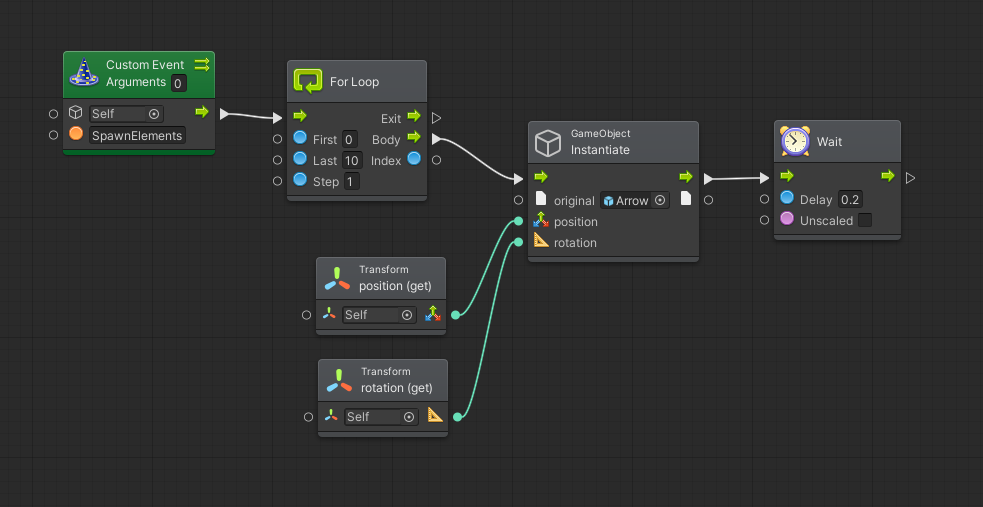 Custom Event
Arguments 0
Self
SpawnElements
For Loop
Exit
First 0 Body
Last 10 Index
Step 1
GameObject
Instantiate
original Arrow
position
rotation
Wait
Delay 0.2
Unscaled
Transform
position (get)
Self
Transform
rotation (get)
Self